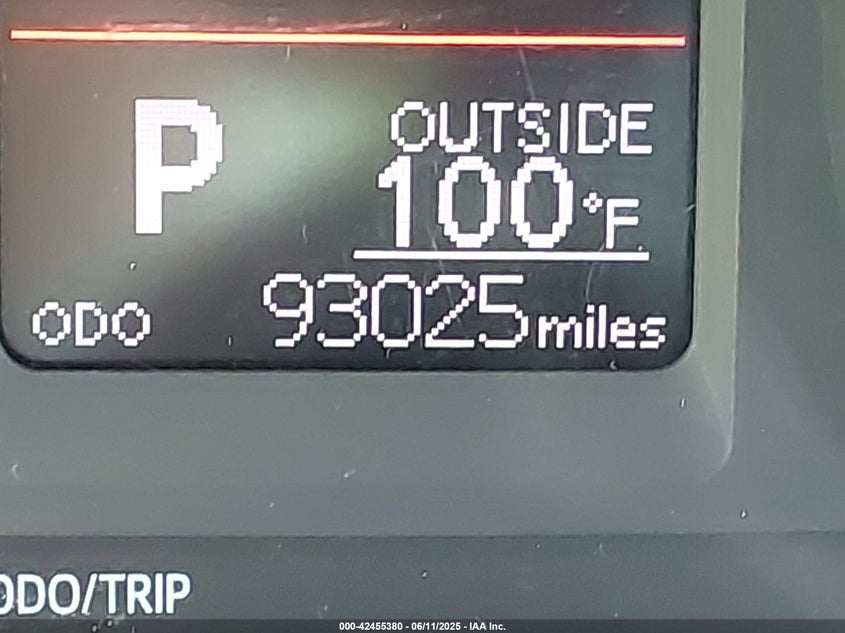 P
OUTSIDE
100°F
ODO 93025 miles
ODO/TRIP
000-42455380 - 06/11/2025 - IAA Inc.